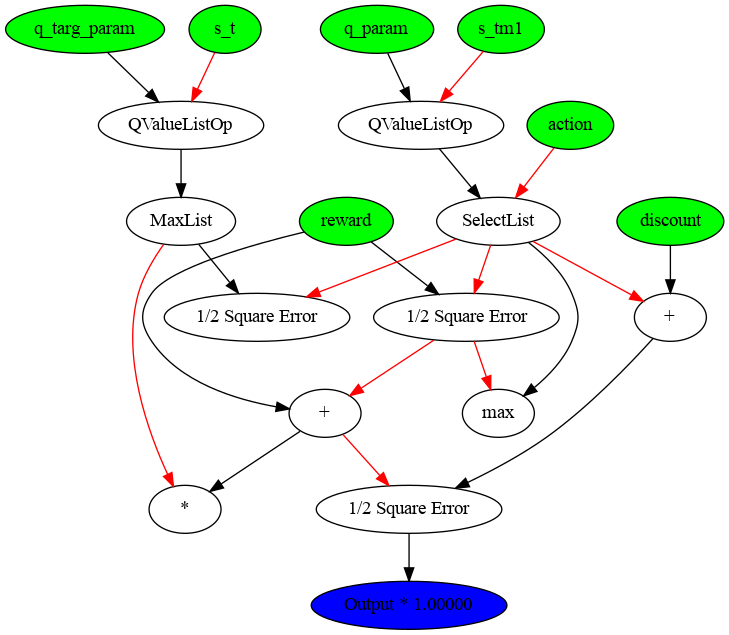 q_targ_param
s_t
q_param
s_tm1
QValueListOp
QValueListOp
action
MaxList
reward
SelectList
discount
1/2 Square Error
1/2 Square Error
+
+
max
*
1/2 Square Error
Output * 1.00000